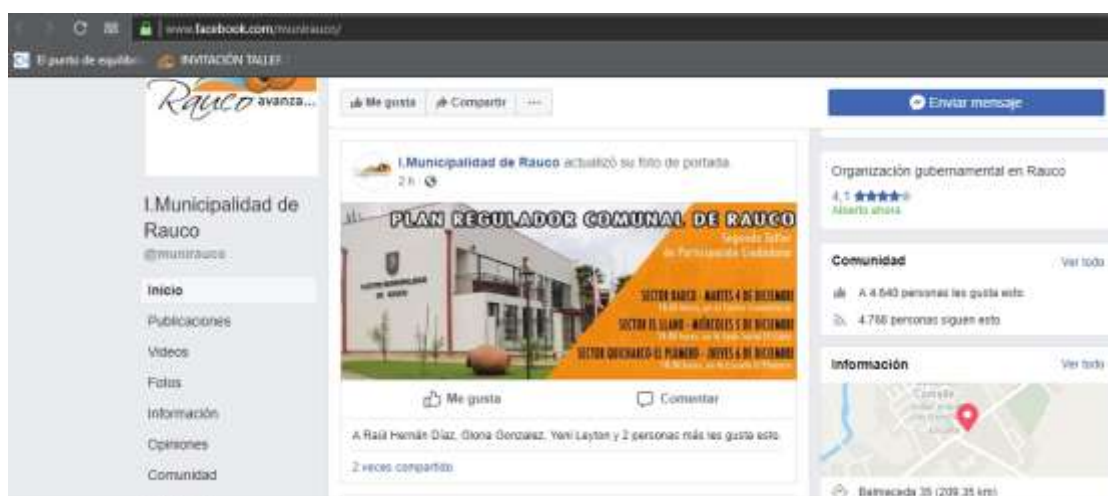 www.facebook.com/munirauco/
El punto de equilib
INVITACIÓN TALLER
Rauco avanza...
Me gusta
Compartir
Enviar mensaje
I.Municipalidad de
Rauco
@munirauco
Inicio
Publicaciones
Videos
Fotos
Información
Opiniones
Comunidad
I.Municipalidad de Rauco actualizó su foto de portada
2 h
PLAN REGULADOR COMUNAL DE RAUCO
Segundo Taller
de Participación Ciudadana
SECTOR RAUCO - MARTES 4 DE DICIEMBRE
SECTOR EL LLANO - MIÉRCOLES 5 DE DICIEMBRE
SECTOR QUICHARCO-EL PLUMERO - JUEVES 6 DE DICIEMBRE
Me gusta
Comentar
A Raúl Hernán Díaz, Gloria Gonzalez, Yeni Leyton y 2 personas más les gusta esto.
2 veces compartido
Organización gubernamental en Rauco
4,1
Abierto ahora
Comunidad
Ver todo
A 4.640 personas les gusta esto
4.768 personas siguen esto
Información
Ver todo
Balmaceda 35 (209.35 km)